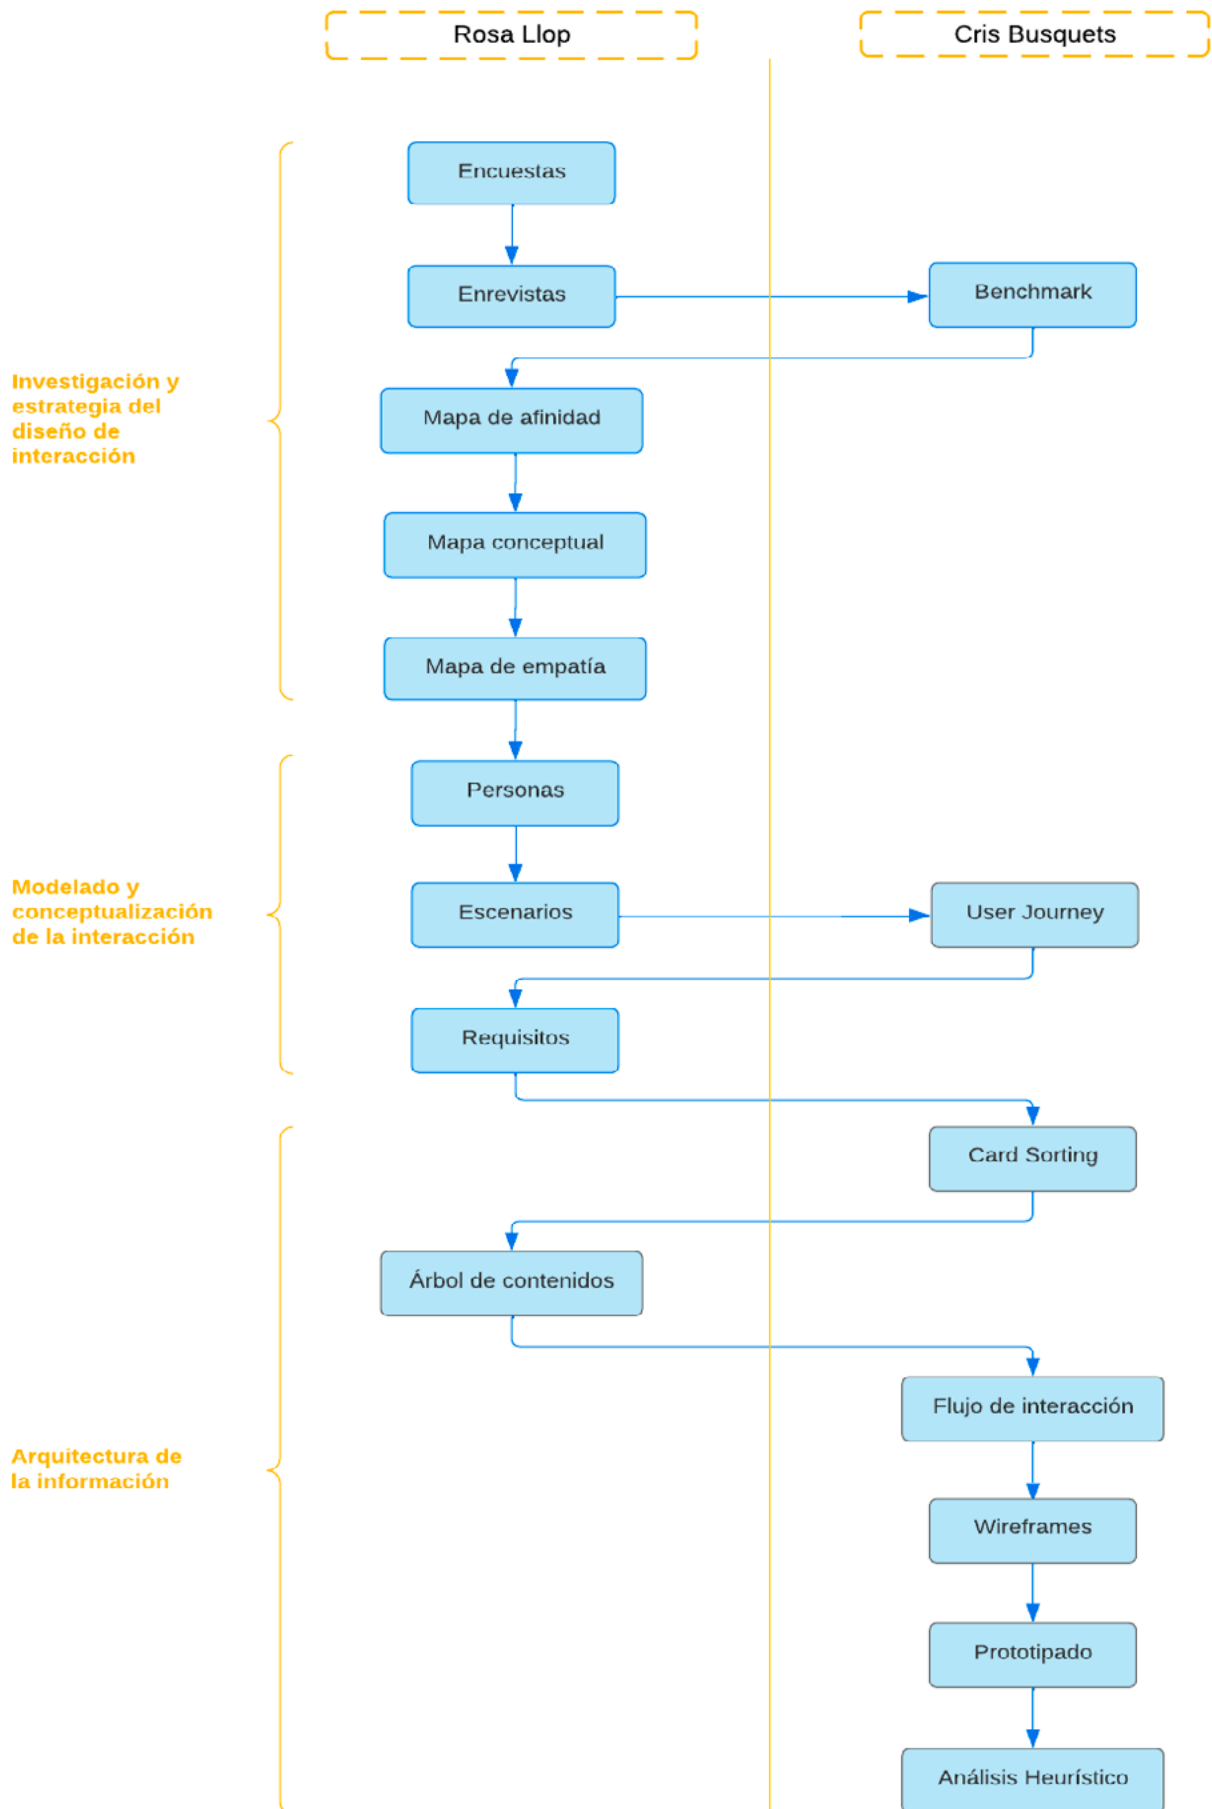 Rosa Llop
Cris Busquets
Encuestas
Enrevistas
Benchmark
Investigación y
estrategia del
diseño de
interacción
Mapa de afinidad
Mapa conceptual
Mapa de empatía
Personas
Modelado y
conceptualización
de la interacción
Escenarios
User Journey
Requisitos
Card Sorting
Árbol de contenidos
Flujo de interacción
Arquitectura de
la información
Wireframes
Prototipado
Análisis Heurístico